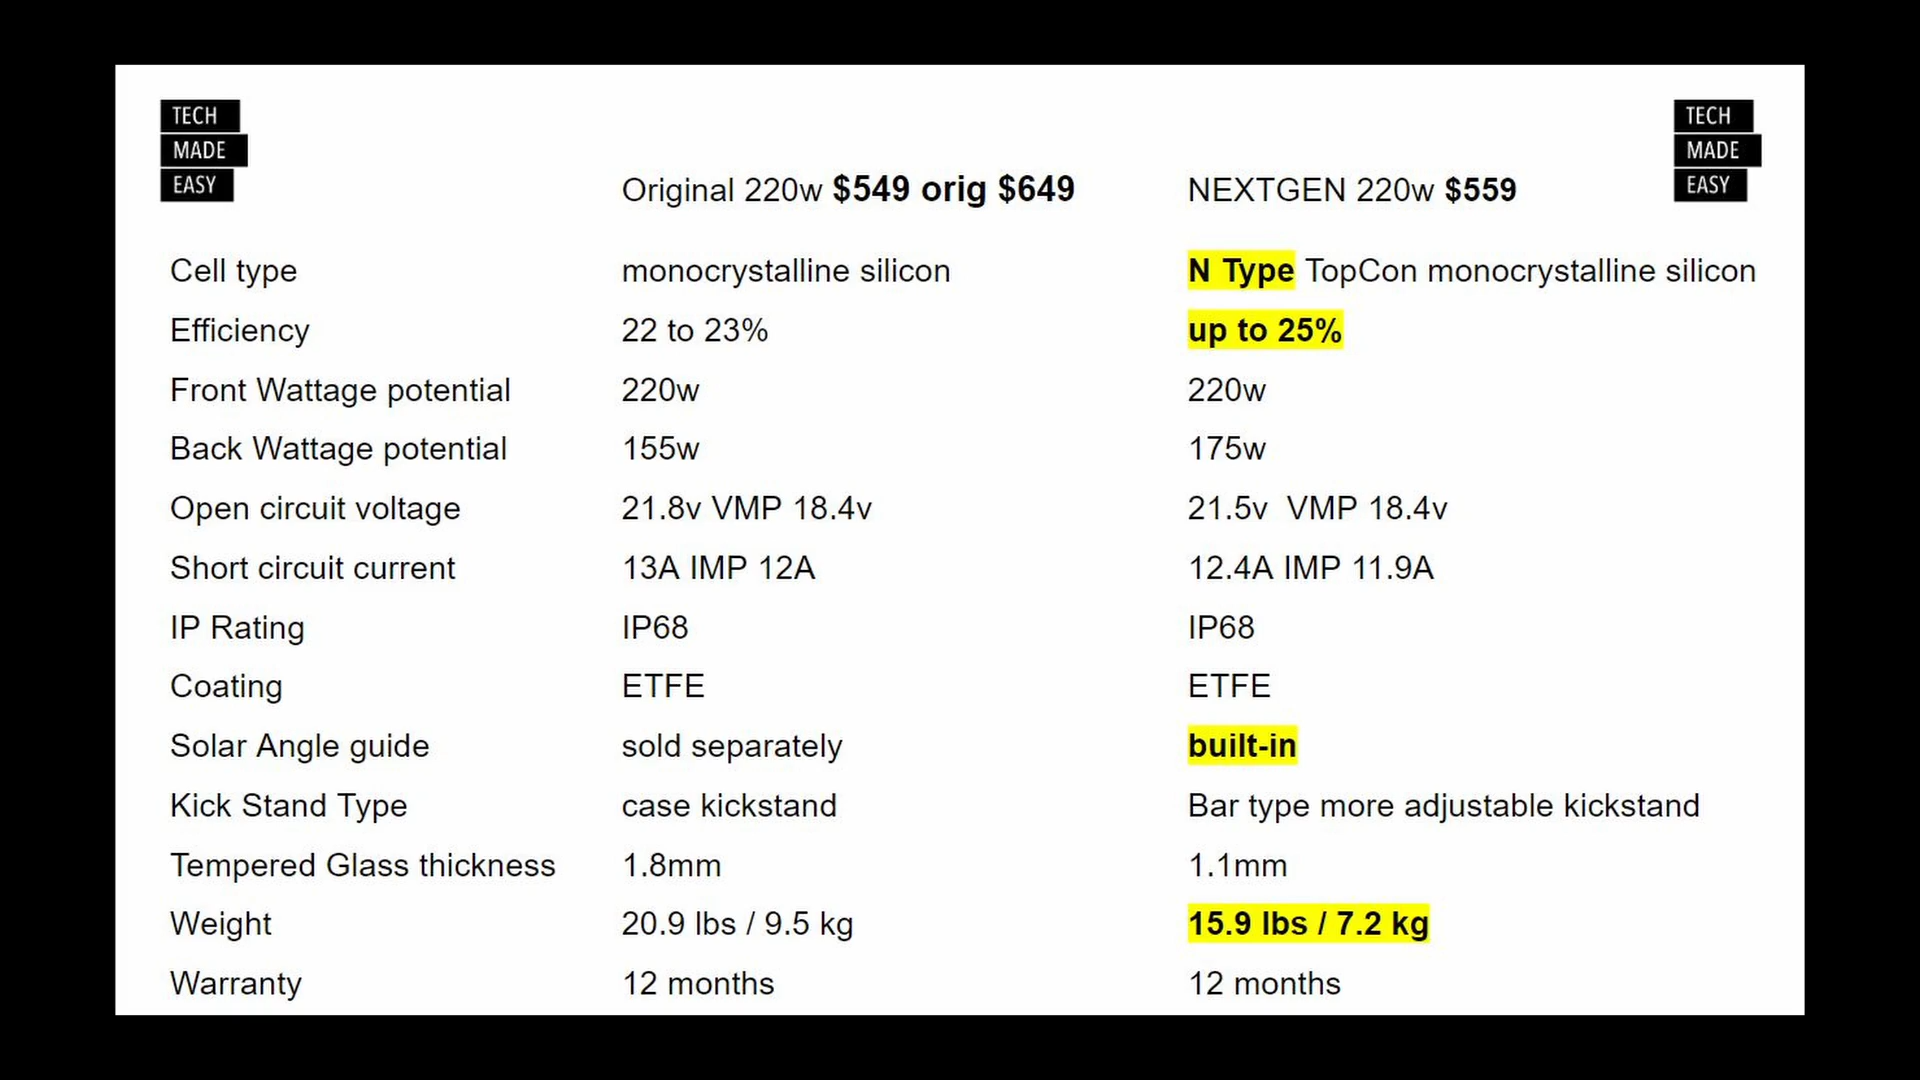 TECH
MADE
EASY
TECH
MADE
EASY
Original 220w $549 orig $649 NEXTGEN 220w $559
Cell type monocrystalline silicon N Type TopCon monocrystalline silicon
Efficiency 22 to 23% up to 25%
Front Wattage potential 220w 220w
Back Wattage potential 155w 175w
Open circuit voltage 21.8v VMP 18.4v 21.5v VMP 18.4v
Short circuit current 13A IMP 12A 12.4A IMP 11.9A
IP Rating IP68 IP68
Coating ETFE ETFE
Solar Angle guide sold separately built-in
Kick Stand Type case kickstand Bar type more adjustable kickstand
Tempered Glass thickness 1.8mm 1.1mm
Weight 20.9 lbs / 9.5 kg 15.9 lbs / 7.2 kg
Warranty 12 months 12 months